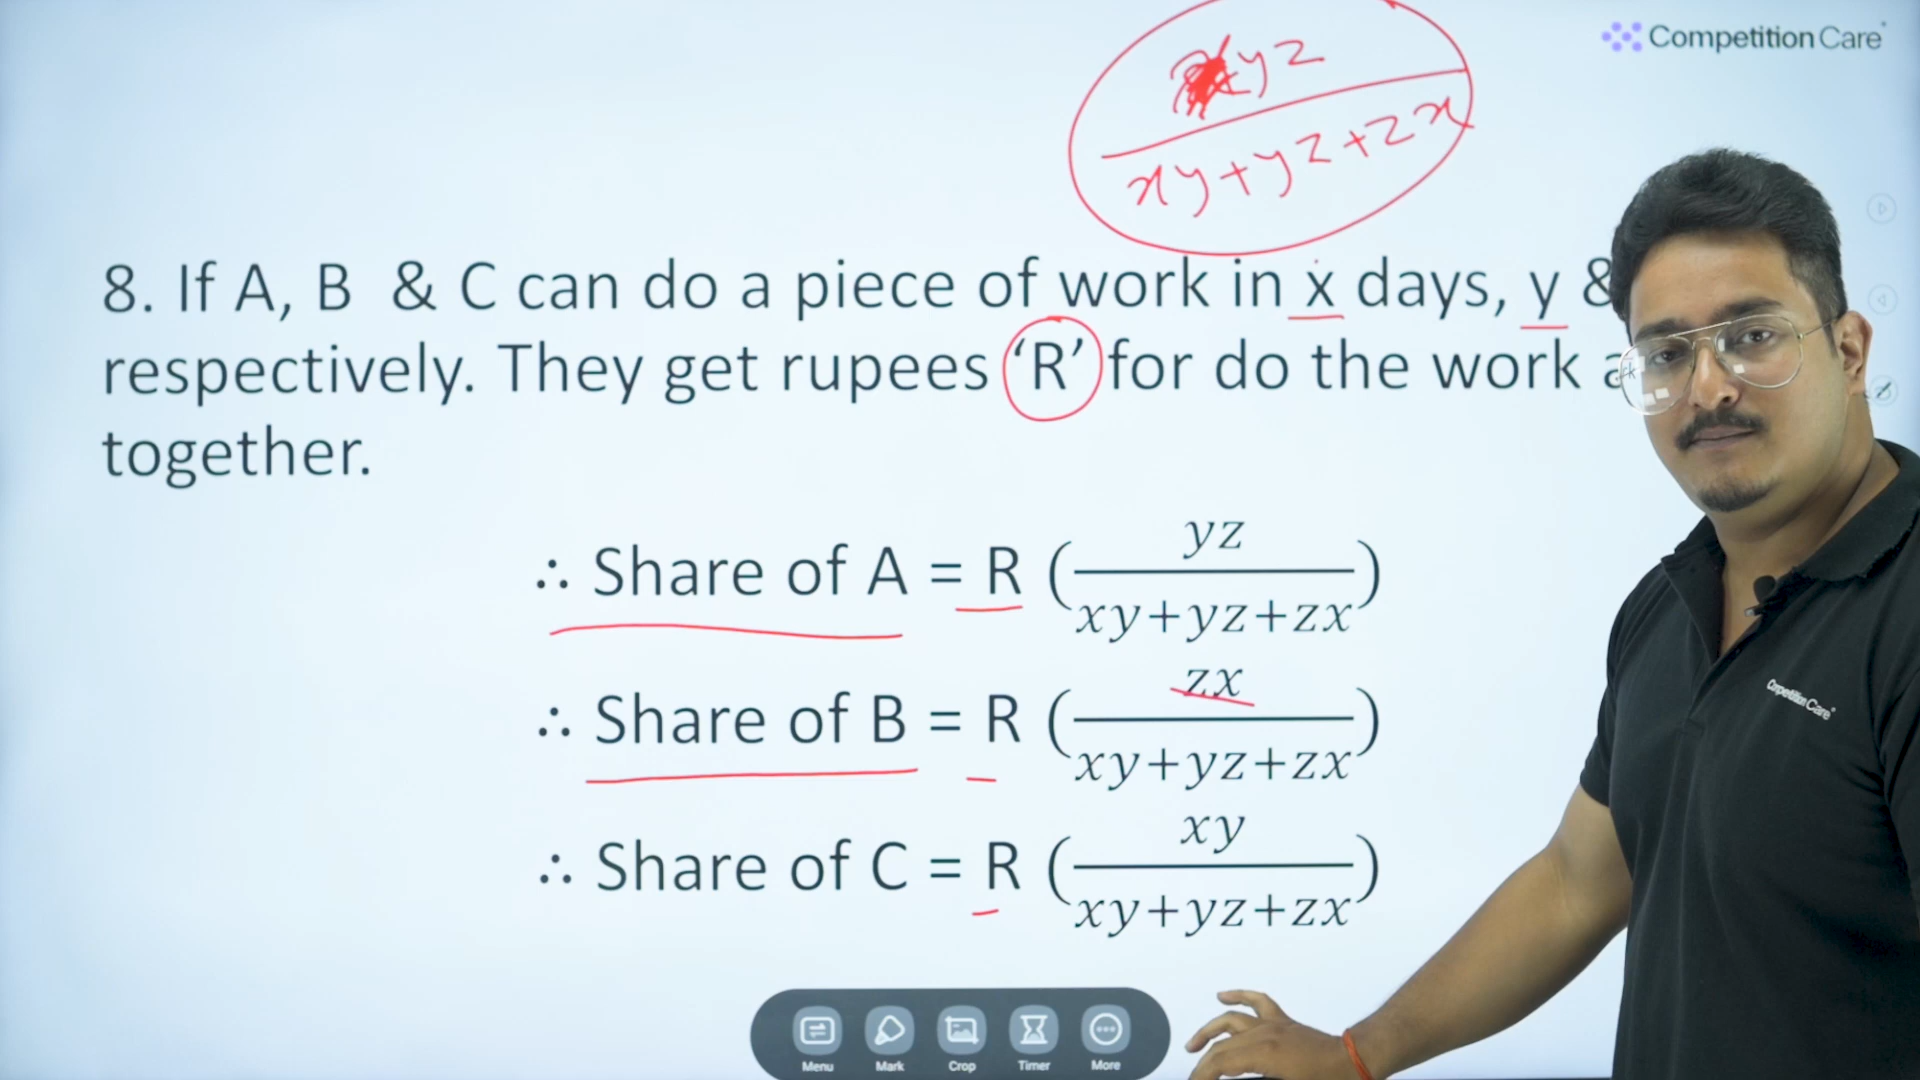 Competition Care
xyz
xy+yz+zx
8. If A, B & C can do a piece of work in x days, y &
respectively. They get rupees ‘R’ for do the work
together.
∴ Share of A = R (yz/xy+yz+zx)
∴ Share of B = R (zx/xy+yz+zx)
∴ Share of C = R (xy/xy+yz+zx)
Competition Care
Menu Mark Crop Timer More